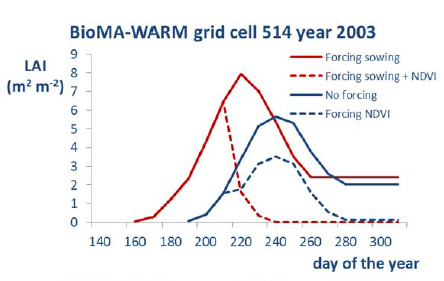 BioMA-WARM grid cell 514 year 2003
LAI
(m² m⁻²)
9
8
7
6
5
4
3
2
1
0
Forcing sowing
Forcing sowing + NDVI
No forcing
Forcing NDVI
140 160 180 200 220 240 260 280 300
day of the year